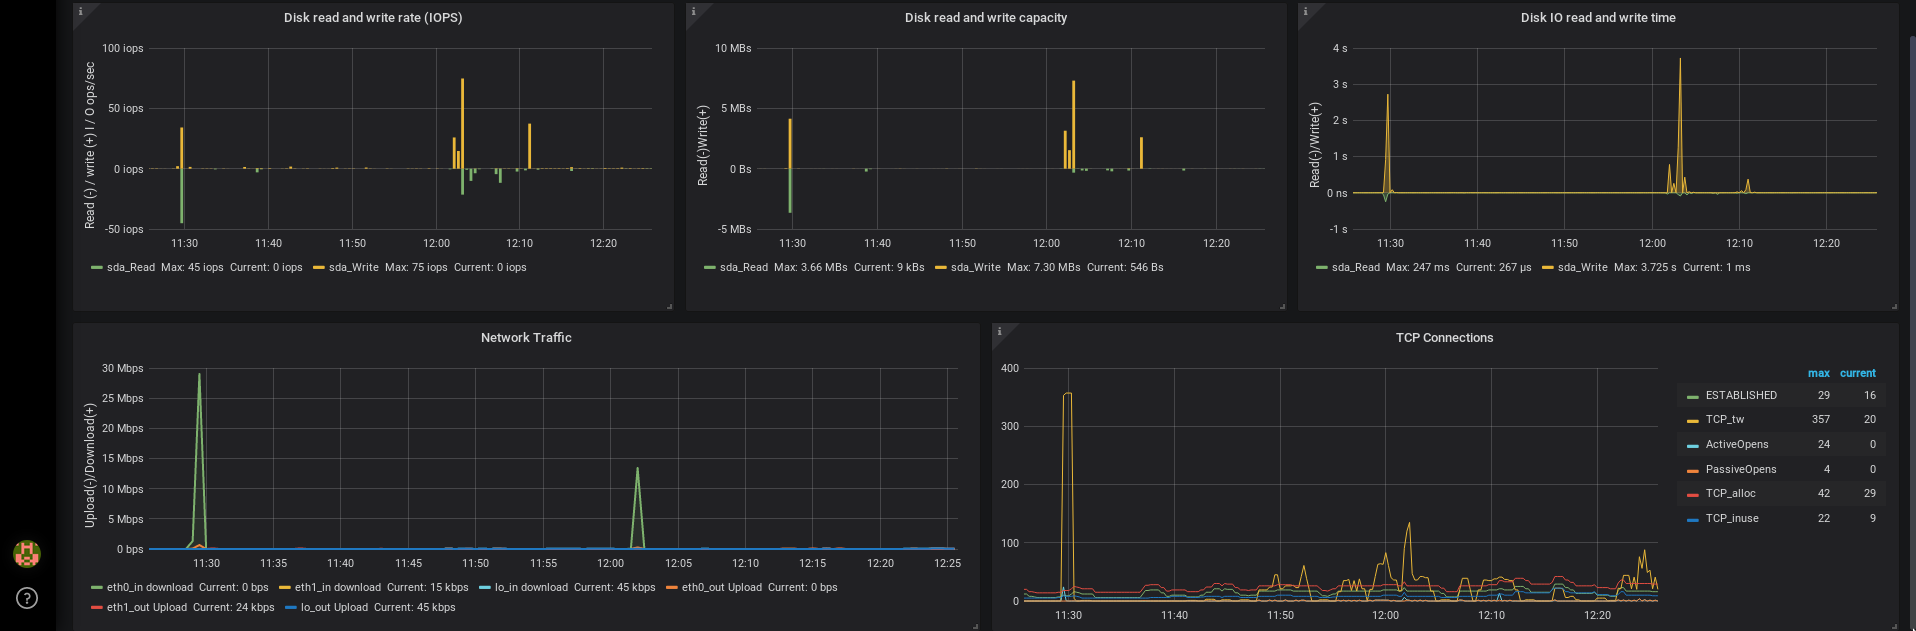 i
Disk read and write rate (IOPS)
100 iops
50 iops
0 iops
-50 iops
Read (-) / write (+) I / O ops/sec
11:30 11:40 11:50 12:00 12:10 12:20
sda_Read Max: 45 iops Current: 0 iops sda_Write Max: 75 iops Current: 0 iops
i
Disk read and write capacity
10 MBs
5 MBs
0 Bs
-5 MBs
Read(-)Write(+)
11:30 11:40 11:50 12:00 12:10 12:20
sda_Read Max: 3.66 MBs Current: 9 kBs sda_Write Max: 7.30 MBs Current: 546 Bs
i
Disk IO read and write time
4 s
3 s
2 s
1 s
0 ns
-1 s
Read(-)/Write(+)
11:30 11:40 11:50 12:00 12:10 12:20
sda_Read Max: 247 ms Current: 267 µs sda_Write Max: 3.725 s Current: 1 ms
Network Traffic
30 Mbps
25 Mbps
20 Mbps
15 Mbps
10 Mbps
5 Mbps
0 bps
Upload(-)/Download(+)
11:30 11:35 11:40 11:45 11:50 11:55 12:00 12:05 12:10 12:15 12:20 12:25
eth0_in download Current: 0 bps eth1_in download Current: 15 kbps lo_in download Current: 45 kbps eth0_out Upload Current: 0 bps
eth1_out Upload Current: 24 kbps lo_out Upload Current: 45 kbps
i
TCP Connections
400
300
200
100
0
11:30 11:40 11:50 12:00 12:10 12:20
max current
ESTABLISHED 29 16
TCP_tw 357 20
ActiveOpens 24 0
PassiveOpens 4 0
TCP_alloc 42 29
TCP_inuse 22 9
?